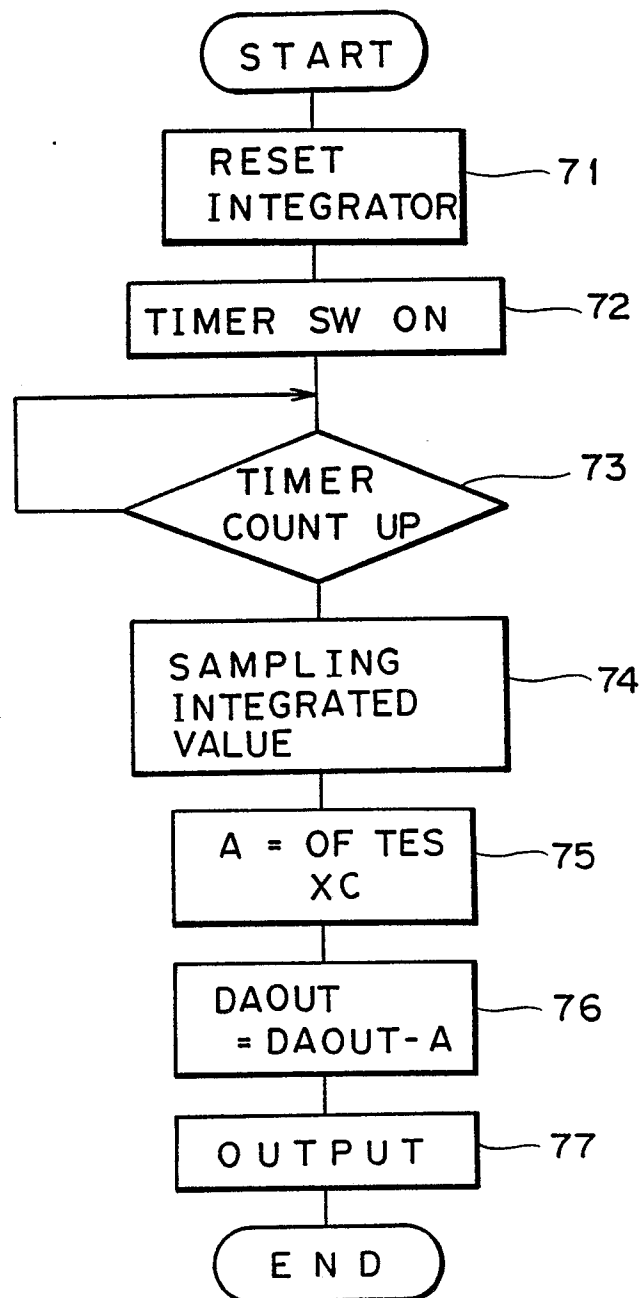 START
RESET
INTEGRATOR
71
TIMER SW ON
72
TIMER
COUNT UP
73
SAMPLING
INTEGRATED
VALUE
74
A = OF TES
XC
75
DAOUT
= DAOUT - A
76
OUTPUT
77
END